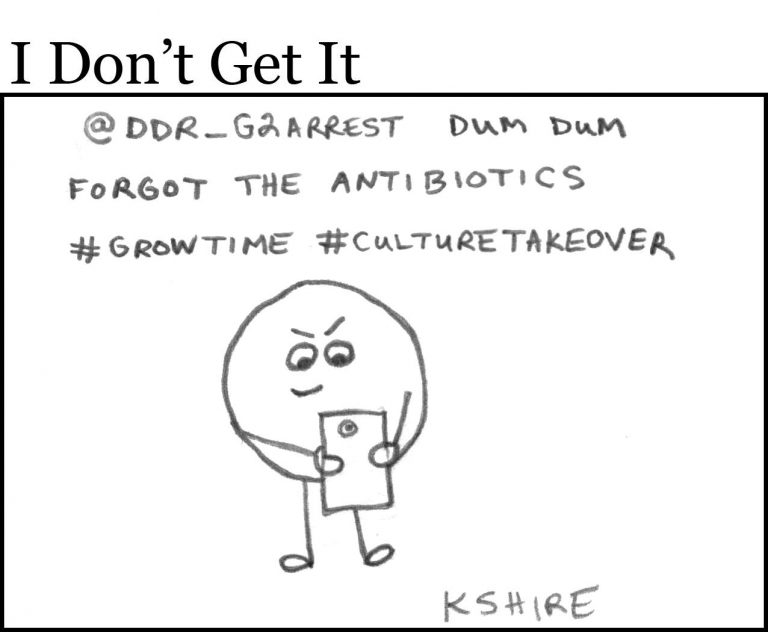 I Don't Get It
@DDR_G2ARREST DUM DUM
FORGOT THE ANTIBIOTICS
#GROWTIME #CULTURETAKEOVER
KSHIRE